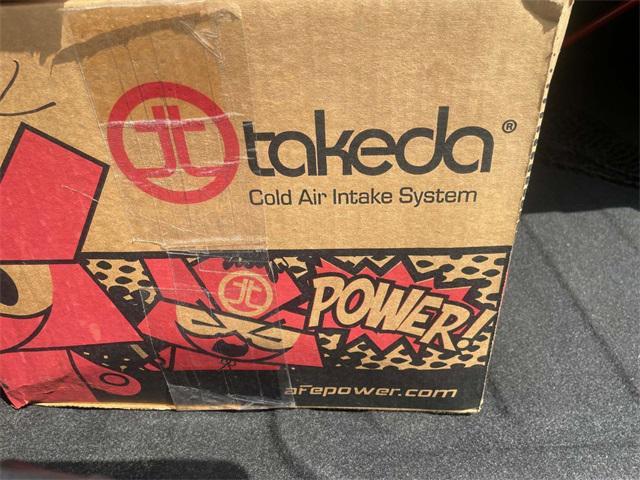 takeda®
Cold Air Intake System
POWER!
aFepower.com